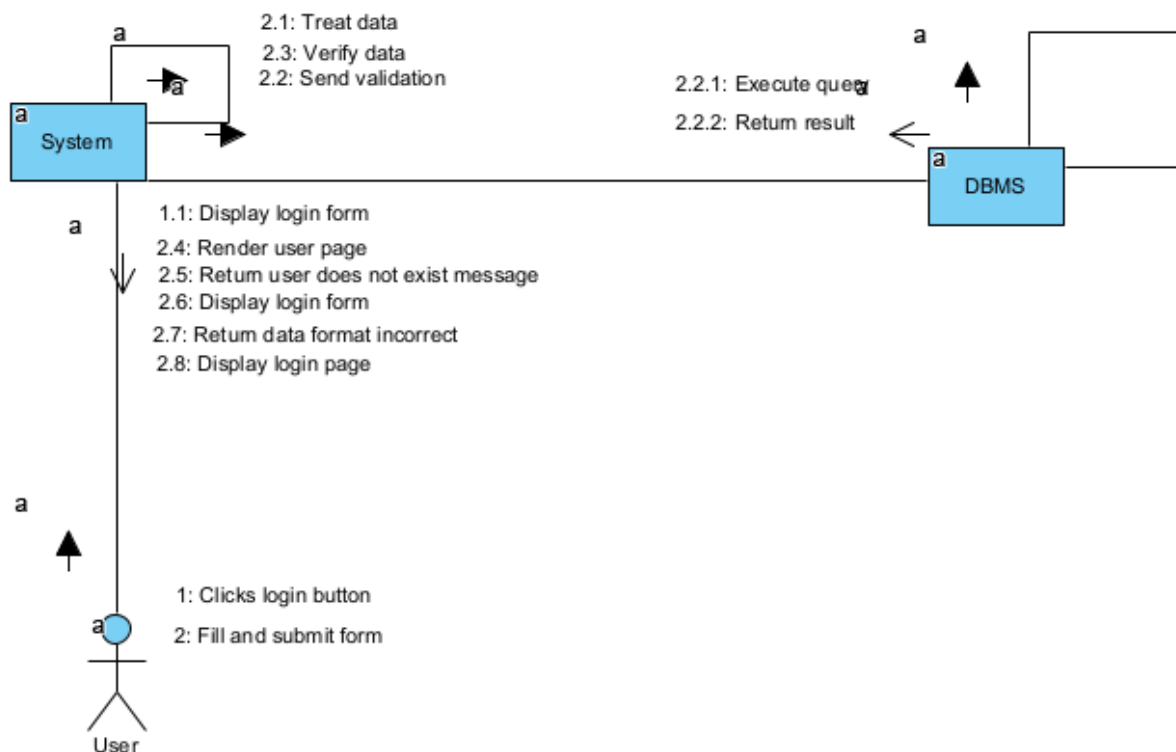 a
2.1: Treat data
2.3: Verify data
2.2: Send validation
a
a
System
a
2.2.1: Execute query
a
2.2.2: Return result
a
DBMS
a
1.1: Display login form
2.4: Render user page
2.5: Return user does not exist message
2.6: Display login form
2.7: Return data format incorrect
2.8: Display login page
a
1: Clicks login button
2: Fill and submit form
a
User